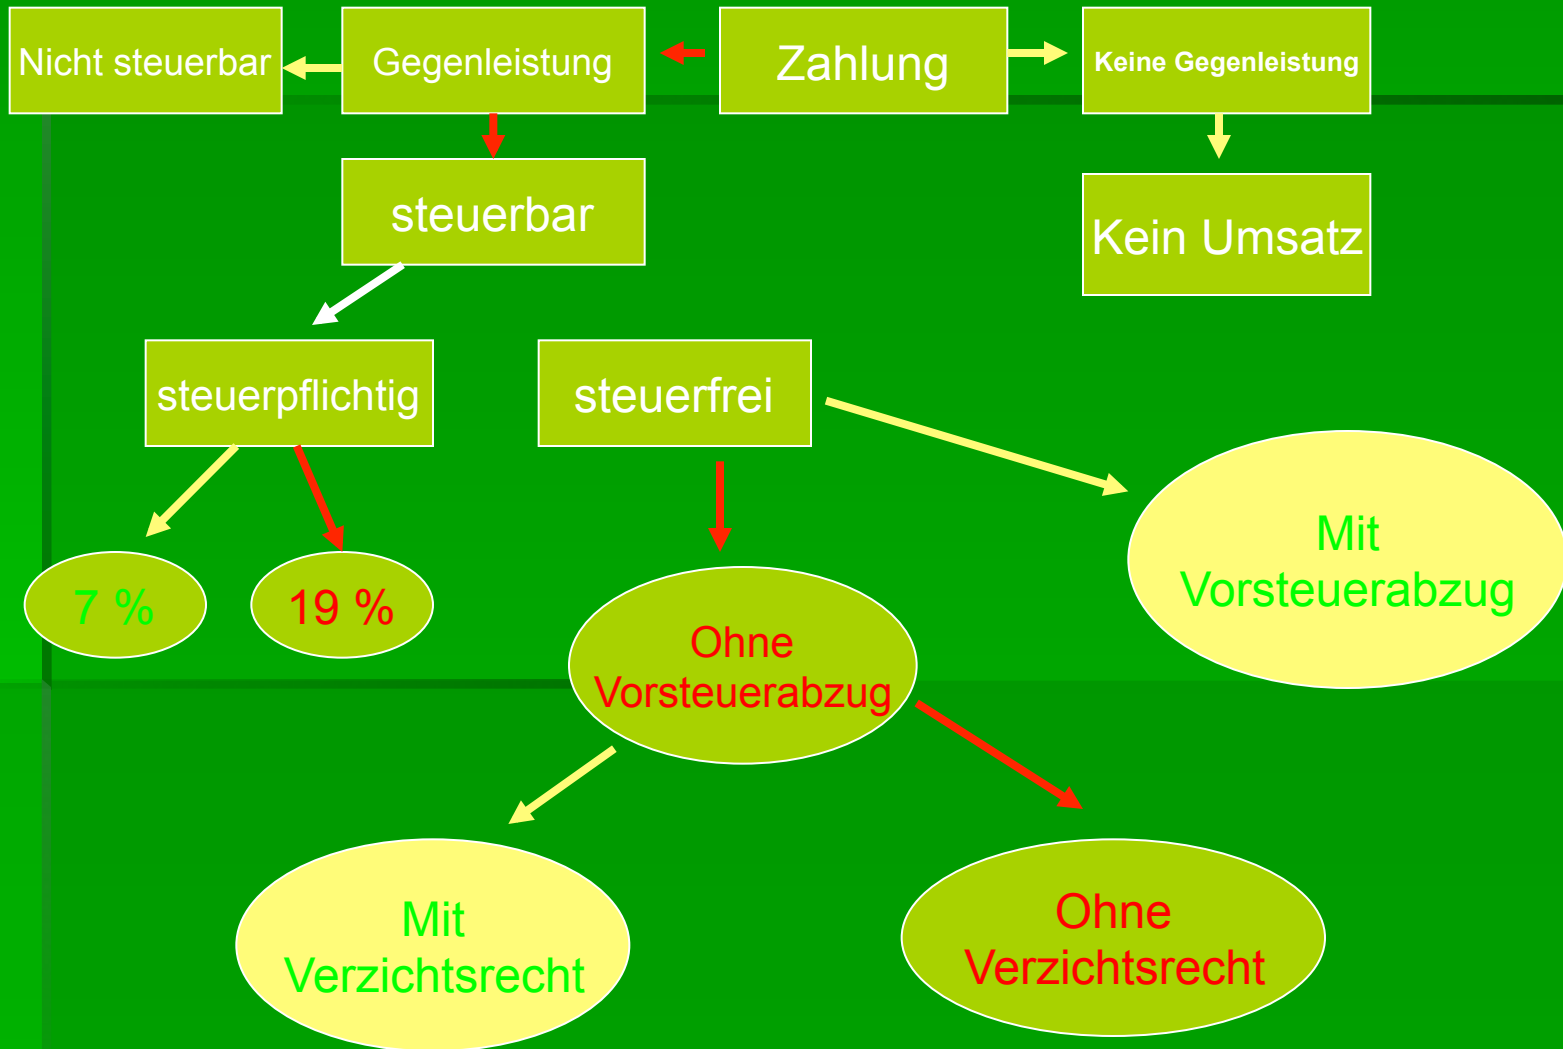 Nicht steuerbar
Gegenleistung
Zahlung
Keine Gegenleistung
steuerbar
Kein Umsatz
steuerpflichtig
steuerfrei
Mit
Vorsteuerabzug
7 %
19 %
Ohne
Vorsteuerabzug
Mit
Verzichtsrecht
Ohne
Verzichtsrecht